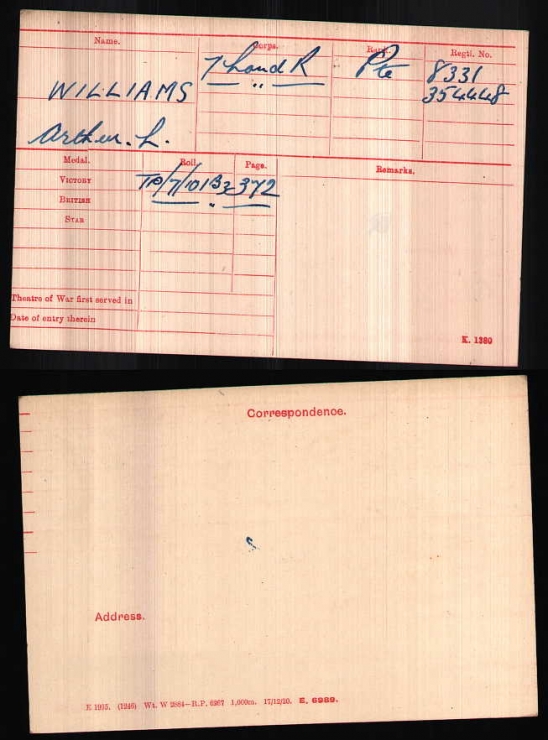 Name. Corps. Rank. Regtl. No.
7 Lond R Pte 8331
WILLIAMS " 354448
Arthur. L.
Medal. Roll. Page. Remarks.
VICTORY TP/7/101B3 372
BRITISH "
STAR
Theatre of War first served in
Date of entry therein
K. 1380
Correspondence.
Address.
E 1915. (1246) Wt. W 2864—R.P. 6267 1,000m. 17/12/20. E. 6989.